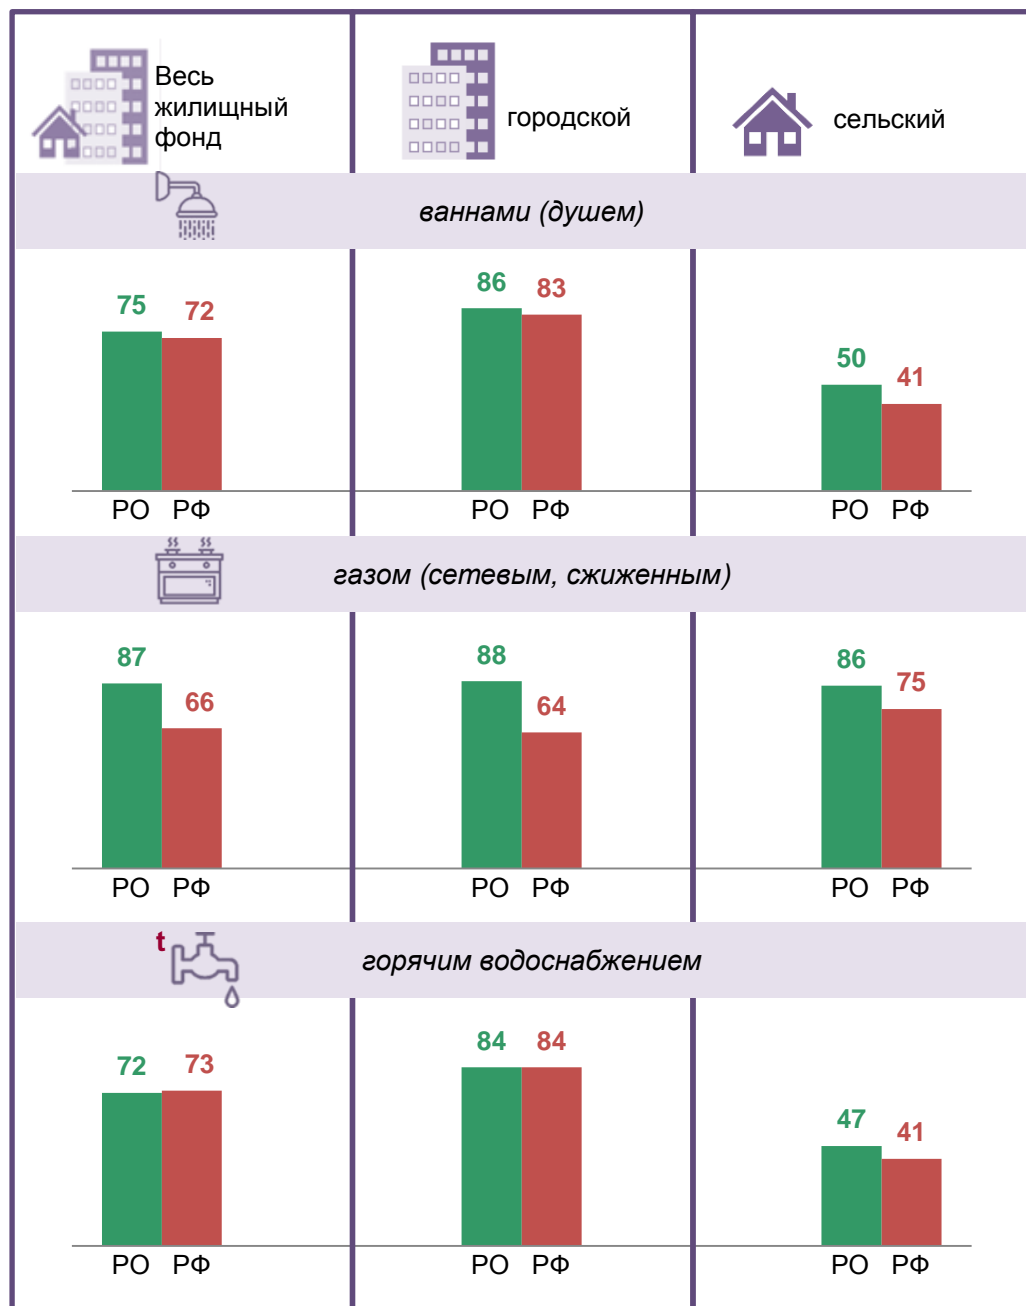 Весь
жилищный
фонд
городской
сельский
ваннами (душем)
75 72
86 83
50 41
РО РФ
РО РФ
РО РФ
газом (сетевым, сжиженным)
87 66
88 64
86 75
РО РФ
РО РФ
РО РФ
t
горячим водоснабжением
72 73
84 84
47 41
РО РФ
РО РФ
РО РФ